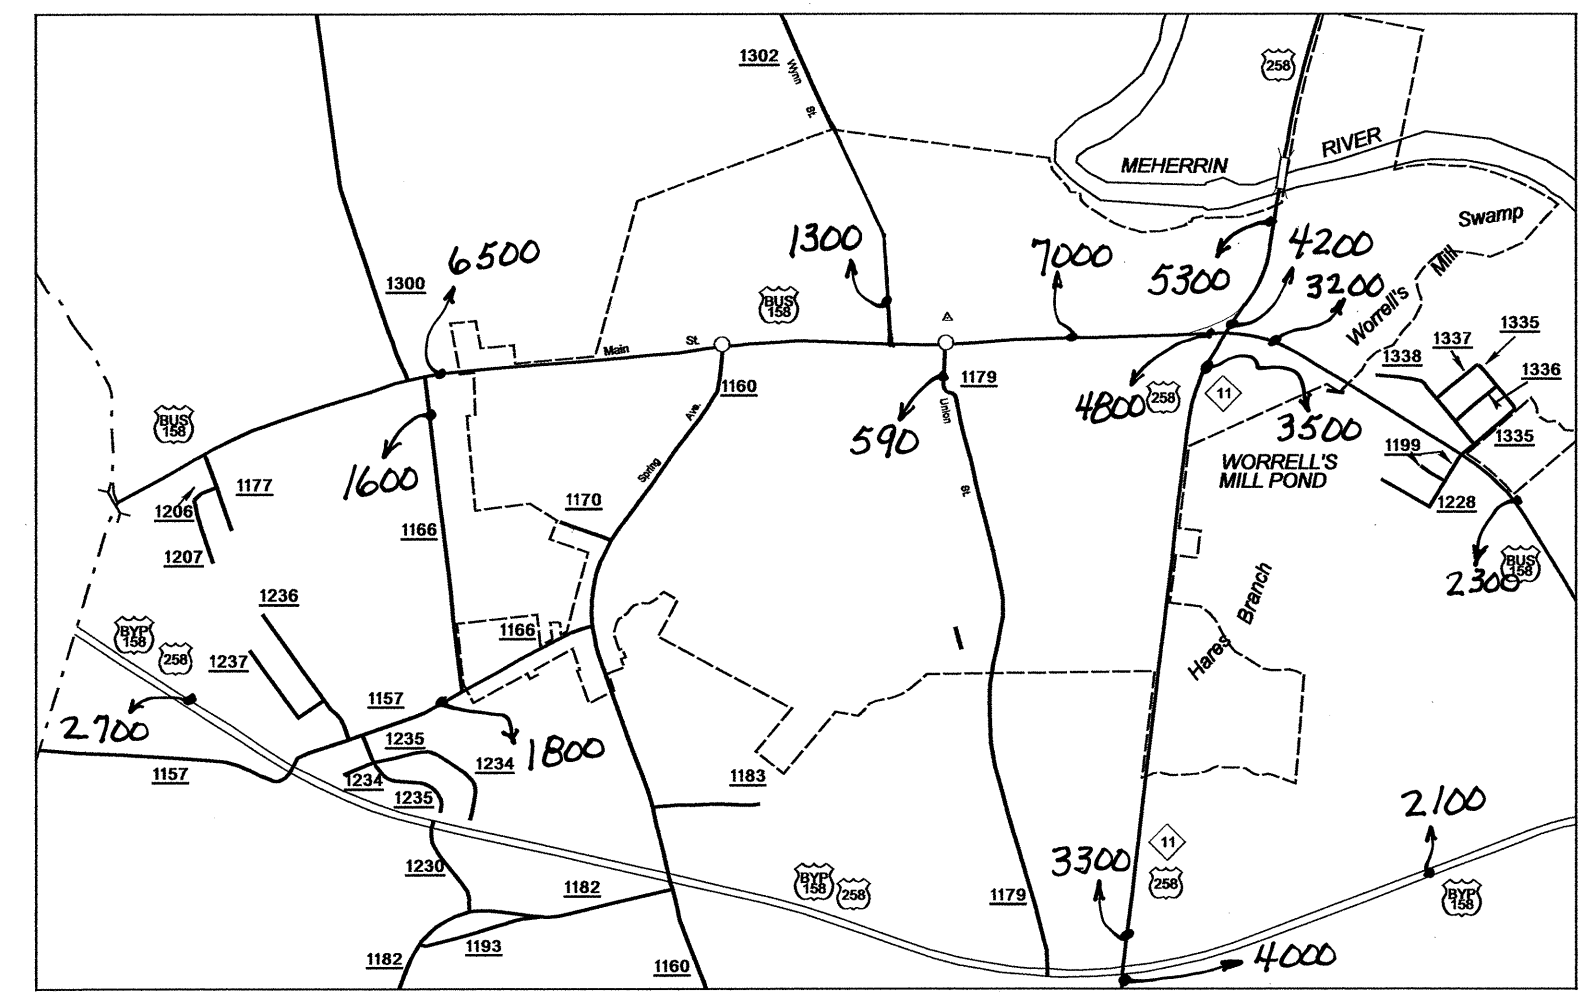 1302
Wynn
St.
258
MEHERRIN
RIVER
Swamp
Mill
Worrell's
6500
1300
1300
7000
5300
4200
3200
1300
BUS
158
Main
St.
1160
1179
Union
St.
590
4800
258
11
3500
1337
1335
1338
1336
1335
1199
1228
WORRELL'S
MILL POND
BUS
158
1600
1177
1206
1207
1166
1170
Spring
Ave.
2300
BUS
158
Hares
Branch
1236
1237
BYP
158
258
2700
1157
1166
1157
1235
1234
1800
1234
1235
1183
1230
1182
1193
1182
1160
BYP
158
258
1179
3300
11
258
2100
BYP
158
4000